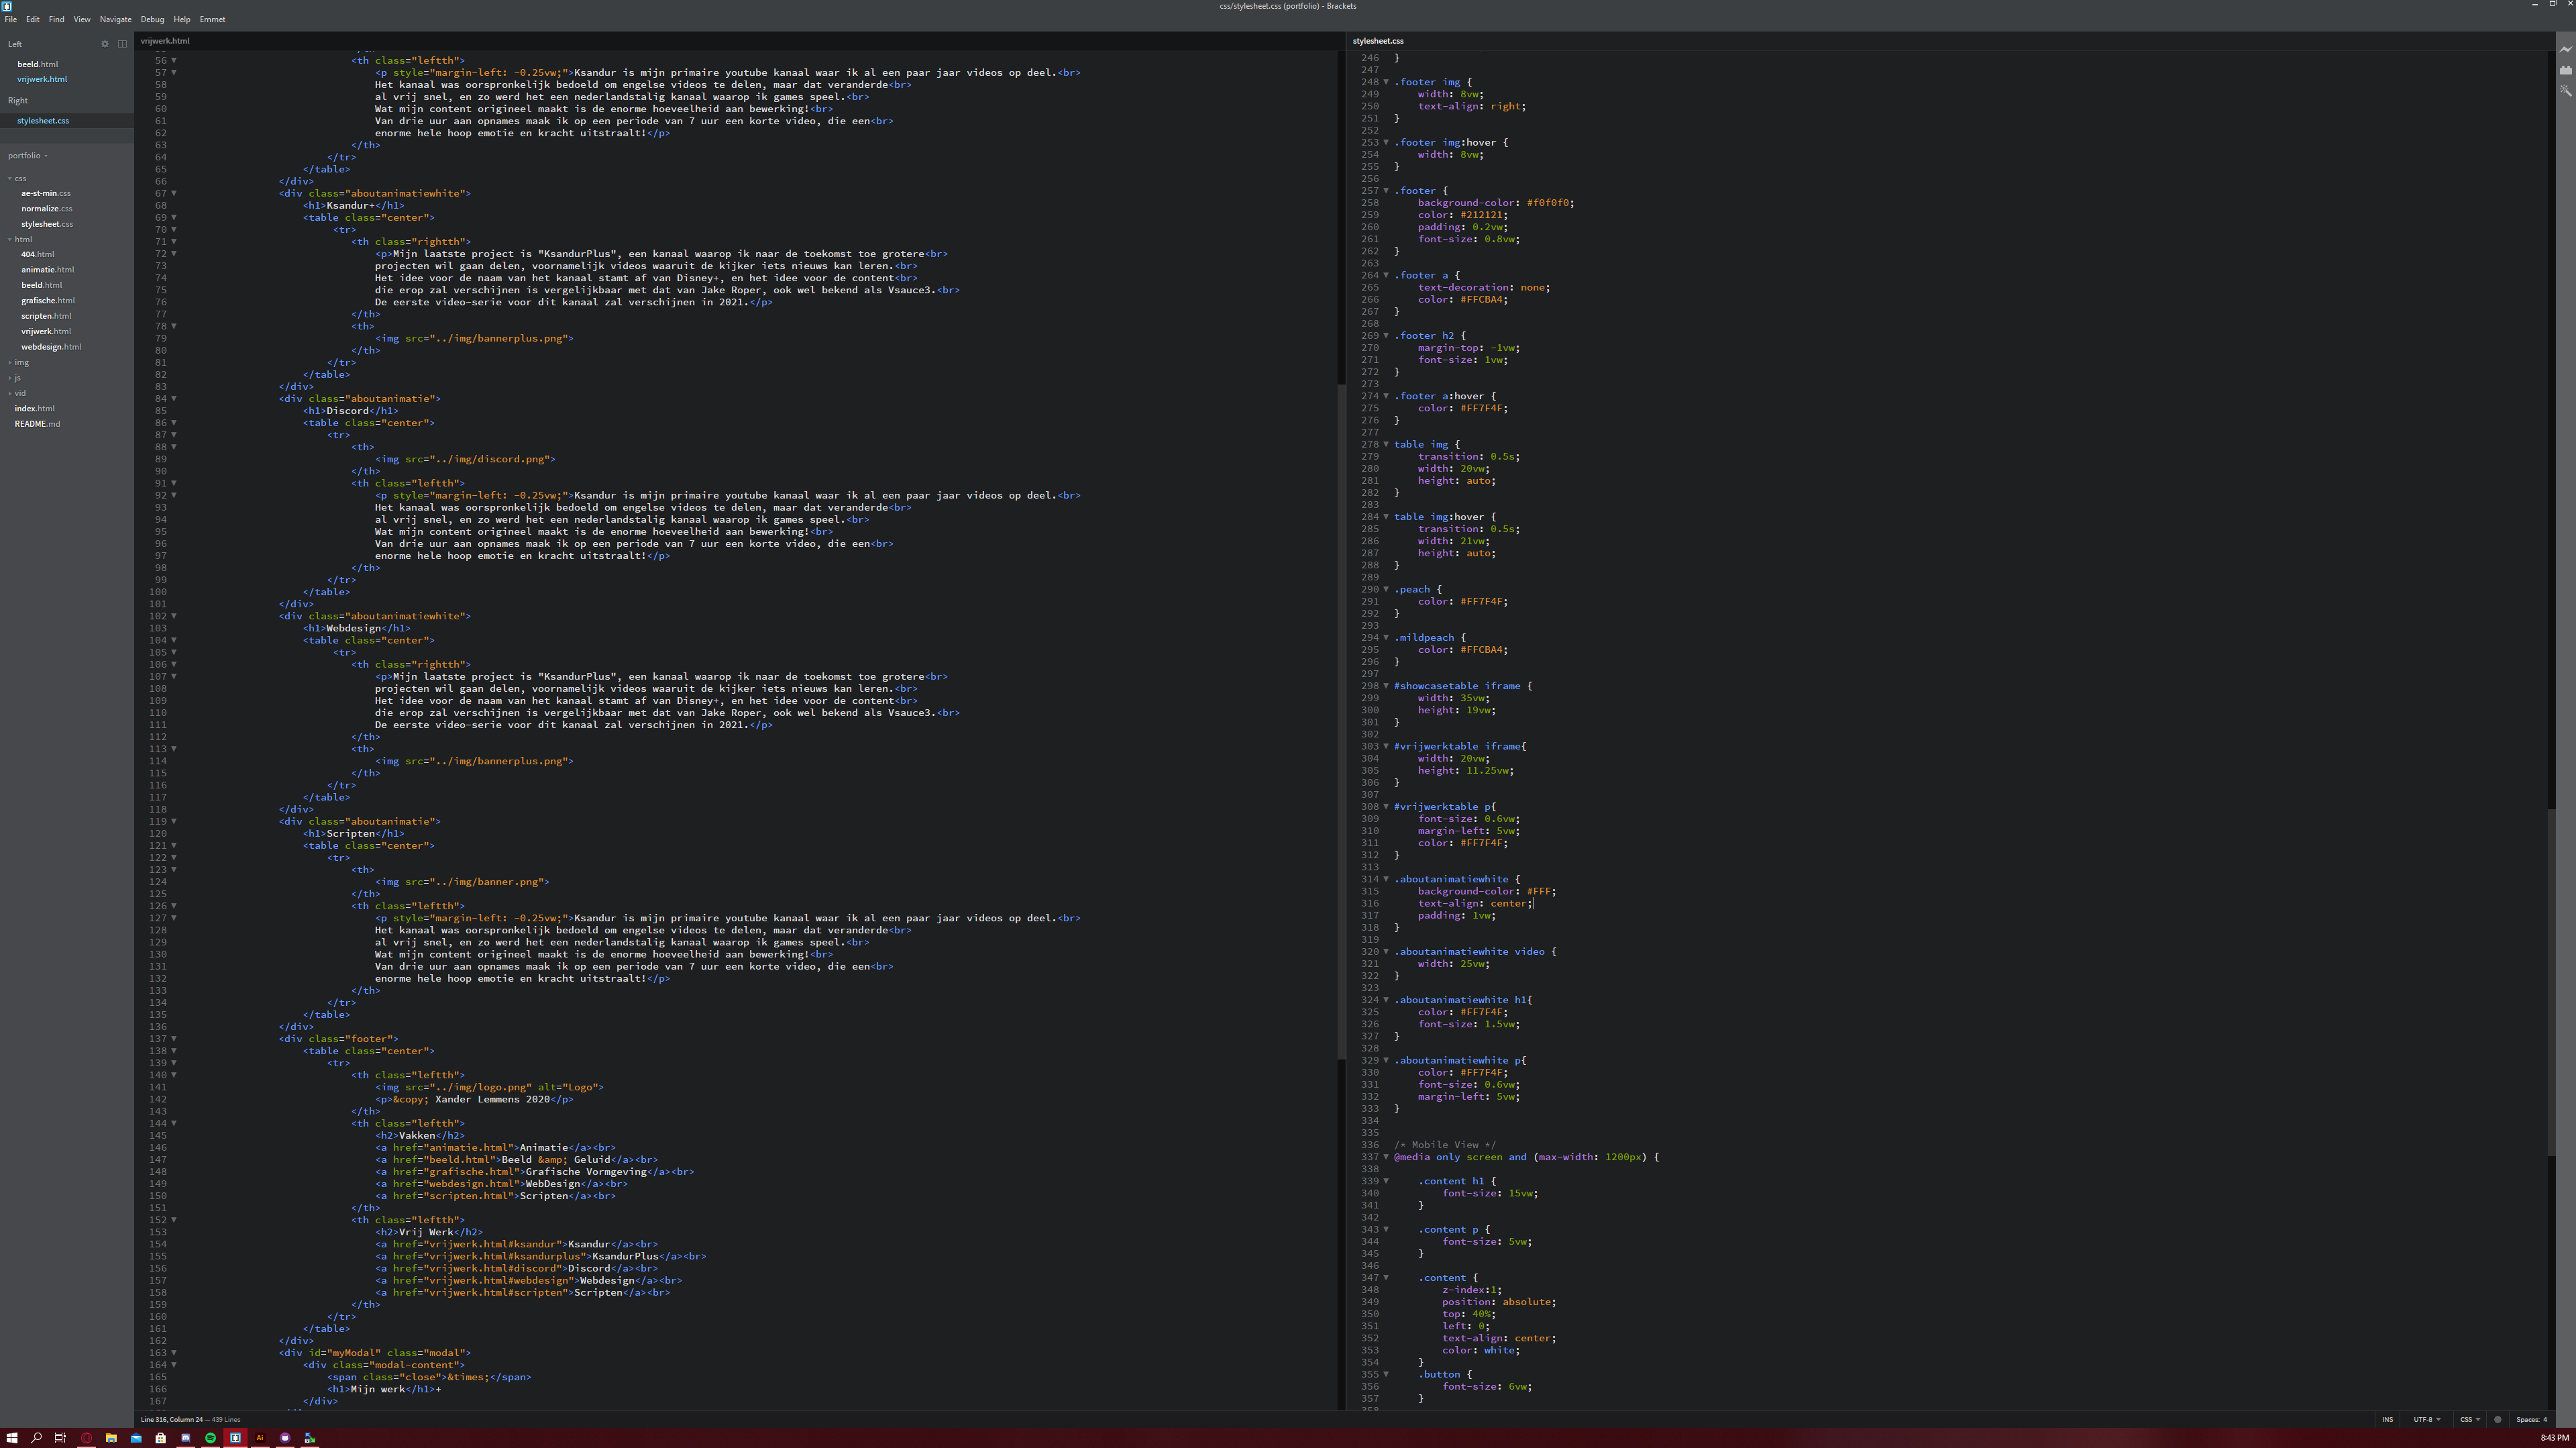 css/stylesheet.css (portfolio) - Brackets
File Edit Find View Navigate Debug Help Emmet
Left
beeld.html
vrijwerk.html
Right
stylesheet.css
portfolio
css
ae-st-min.css
normalize.css
stylesheet.css
html
404.html
animatie.html
beeld.html
grafische.html
scripten.html
vrijwerk.html
webdesign.html
img
js
vid
index.html
README.md
vrijwerk.html
56 <th class="leftth">
57 <p style="margin-left: -0.25vw;">Ksandur is mijn primaire youtube kanaal waar ik al een paar jaar videos op deel.<br>
58 Het kanaal was oorspronkelijk bedoeld om engelse videos te delen, maar dat veranderde<br>
59 al vrij snel, en zo werd het een nederlandstalig kanaal waarop ik games speel.<br>
60 Wat mijn content origineel maakt is de enorme hoeveelheid aan bewerking!<br>
61 Van drie uur aan opnames maak ik op een periode van 7 uur een korte video, die een<br>
62 enorme hele hoop emotie en kracht uitstraalt!</p>
63 </th>
64 </tr>
65 </table>
66 </div>
67 <div class="aboutanimatiewhite">
68 <h1>Ksandur+</h1>
69 <table class="center">
70 <tr>
71 <th class="rightth">
72 <p>Mijn laatste project is "KsandurPlus", een kanaal waarop ik naar de toekomst toe grotere<br>
73 projecten wil gaan delen, voornamelijk videos waaruit de kijker iets nieuws kan leren.<br>
74 Het idee voor de naam van het kanaal stamt af van Disney+, en het idee voor de content<br>
75 die erop zal verschijnen is vergelijkbaar met dat van Jake Roper, ook wel bekend als Vsauce3.<br>
76 De eerste video-serie voor dit kanaal zal verschijnen in 2021.</p>
77 </th>
78 <th>
79 <img src="../img/bannerplus.png">
80 </th>
81 </tr>
82 </table>
83 </div>
84 <div class="aboutanimatie">
85 <h1>Discord</h1>
86 <table class="center">
87 <tr>
88 <th>
89 <img src="../img/discord.png">
90 </th>
91 <th class="leftth">
92 <p style="margin-left: -0.25vw;">Ksandur is mijn primaire youtube kanaal waar ik al een paar jaar videos op deel.<br>
93 Het kanaal was oorspronkelijk bedoeld om engelse videos te delen, maar dat veranderde<br>
94 al vrij snel, en zo werd het een nederlandstalig kanaal waarop ik games speel.<br>
95 Wat mijn content origineel maakt is de enorme hoeveelheid aan bewerking!<br>
96 Van drie uur aan opnames maak ik op een periode van 7 uur een korte video, die een<br>
97 enorme hele hoop emotie en kracht uitstraalt!</p>
98 </th>
99 </tr>
100 </table>
101 </div>
102 <div class="aboutanimatiewhite">
103 <h1>Webdesign</h1>
104 <table class="center">
105 <tr>
106 <th class="rightth">
107 <p>Mijn laatste project is "KsandurPlus", een kanaal waarop ik naar de toekomst toe grotere<br>
108 projecten wil gaan delen, voornamelijk videos waaruit de kijker iets nieuws kan leren.<br>
109 Het idee voor de naam van het kanaal stamt af van Disney+, en het idee voor de content<br>
110 die erop zal verschijnen is vergelijkbaar met dat van Jake Roper, ook wel bekend als Vsauce3.<br>
111 De eerste video-serie voor dit kanaal zal verschijnen in 2021.</p>
112 </th>
113 <th>
114 <img src="../img/bannerplus.png">
115 </th>
116 </tr>
117 </table>
118 </div>
119 <div class="aboutanimatie">
120 <h1>Scripten</h1>
121 <table class="center">
122 <tr>
123 <th>
124 <img src="../img/banner.png">
125 </th>
126 <th class="leftth">
127 <p style="margin-left: -0.25vw;">Ksandur is mijn primaire youtube kanaal waar ik al een paar jaar videos op deel.<br>
128 Het kanaal was oorspronkelijk bedoeld om engelse videos te delen, maar dat veranderde<br>
129 al vrij snel, en zo werd het een nederlandstalig kanaal waarop ik games speel.<br>
130 Wat mijn content origineel maakt is de enorme hoeveelheid aan bewerking!<br>
131 Van drie uur aan opnames maak ik op een periode van 7 uur een korte video, die een<br>
132 enorme hele hoop emotie en kracht uitstraalt!</p>
133 </th>
134 </tr>
135 </table>
136 </div>
137 <div class="footer">
138 <table class="center">
139 <tr>
140 <th class="leftth">
141 <img src="../img/logo.png" alt="Logo">
142 <p>&copy; Xander Lemmens 2020</p>
143 </th>
144 <th class="leftth">
145 <h2>Vakken</h2>
146 <a href="animatie.html">Animatie</a><br>
147 <a href="beeld.html">Beeld &amp; Geluid</a><br>
148 <a href="grafische.html">Grafische Vormgeving</a><br>
149 <a href="webdesign.html">WebDesign</a><br>
150 <a href="scripten.html">Scripten</a><br>
151 </th>
152 <th class="leftth">
153 <h2>Vrij Werk</h2>
154 <a href="vrijwerk.html#ksandur">Ksandur</a><br>
155 <a href="vrijwerk.html#ksandurplus">KsandurPlus</a><br>
156 <a href="vrijwerk.html#discord">Discord</a><br>
157 <a href="vrijwerk.html#webdesign">Webdesign</a><br>
158 <a href="vrijwerk.html#scripten">Scripten</a><br>
159 </th>
160 </tr>
161 </table>
162 </div>
163 <div id="myModal" class="modal">
164 <div class="modal-content">
165 <span class="close">&times;</span>
166 <h1>Mijn werk</h1>+
167 </div>
stylesheet.css
246 }
247
248 .footer img {
249 width: 8vw;
250 text-align: right;
251 }
252
253 .footer img:hover {
254 width: 8vw;
255 }
256
257 .footer {
258 background-color: #f0f0f0;
259 color: #212121;
260 padding: 0.2vw;
261 font-size: 0.8vw;
262 }
263
264 .footer a {
265 text-decoration: none;
266 color: #FFCBA4;
267 }
268
269 .footer h2 {
270 margin-top: -1vw;
271 font-size: 1vw;
272 }
273
274 .footer a:hover {
275 color: #FF7F4F;
276 }
277
278 table img {
279 transition: 0.5s;
280 width: 20vw;
281 height: auto;
282 }
283
284 table img:hover {
285 transition: 0.5s;
286 width: 21vw;
287 height: auto;
288 }
289
290 .peach {
291 color: #FF7F4F;
292 }
293
294 .mildpeach {
295 color: #FFCBA4;
296 }
297
298 #showcasetable iframe {
299 width: 35vw;
300 height: 19vw;
301 }
302
303 #vrijwerktable iframe{
304 width: 20vw;
305 height: 11.25vw;
306 }
307
308 #vrijwerktable p{
309 font-size: 0.6vw;
310 margin-left: 5vw;
311 color: #FF7F4F;
312 }
313
314 .aboutanimatiewhite {
315 background-color: #FFF;
316 text-align: center;
317 padding: 1vw;
318 }
319
320 .aboutanimatiewhite video {
321 width: 25vw;
322 }
323
324 .aboutanimatiewhite h1{
325 color: #FF7F4F;
326 font-size: 1.5vw;
327 }
328
329 .aboutanimatiewhite p{
330 color: #FF7F4F;
331 font-size: 0.6vw;
332 margin-left: 5vw;
333 }
334
335
336 /* Mobile View */
337 @media only screen and (max-width: 1200px) {
338
339 .content h1 {
340 font-size: 15vw;
341 }
342
343 .content p {
344 font-size: 5vw;
345 }
346
347 .content {
348 z-index:1;
349 position: absolute;
350 top: 40%;
351 left: 0;
352 text-align: center;
353 color: white;
354 }
355 .button {
356 font-size: 6vw;
357 }
Line 316, Column 24 — 439 Lines
INS UTF-8 CSS Spaces: 4
Ai
8:43 PM